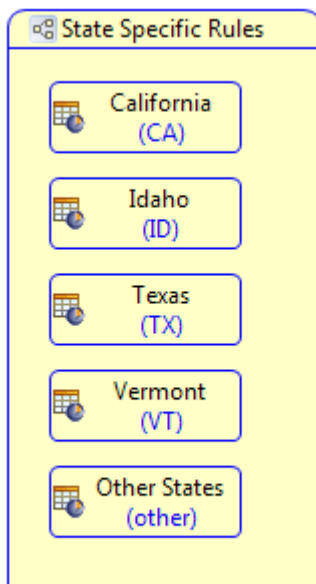 State Specific Rules
California
(CA)
Idaho
(ID)
Texas
(TX)
Vermont
(VT)
Other States
(other)